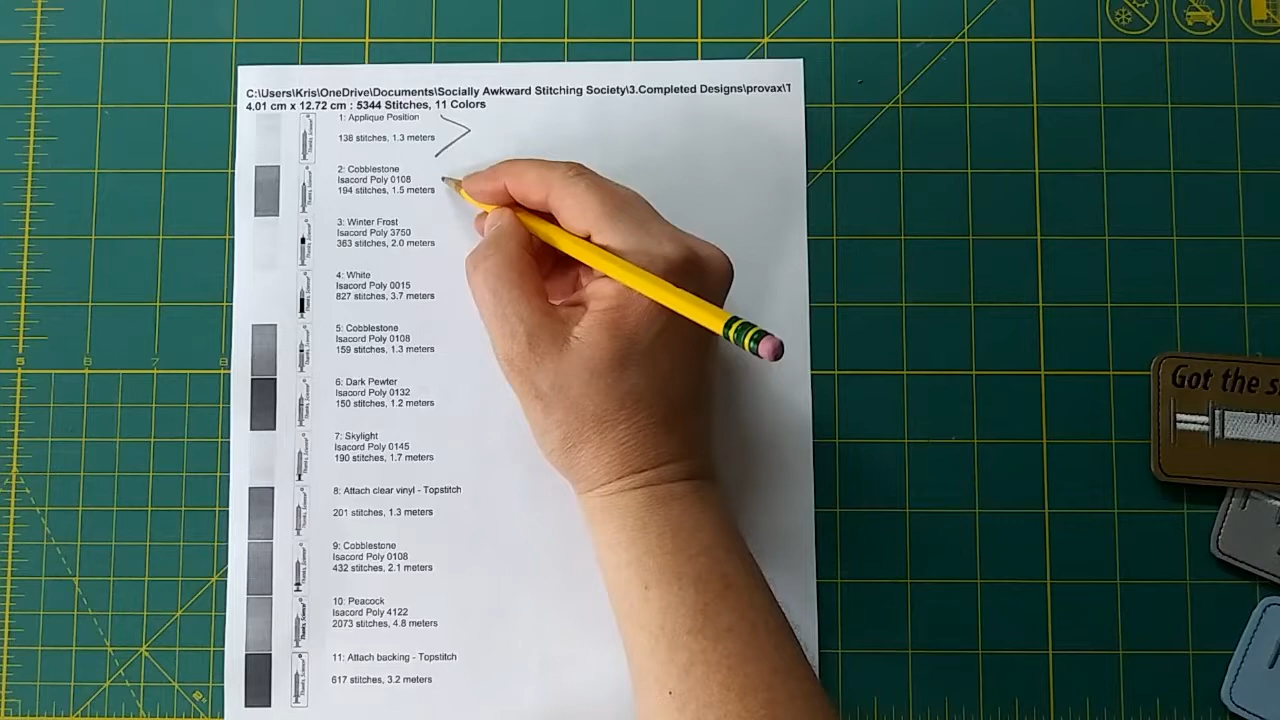 C:\Users\Kris\OneDrive\Documents\Socially Awkward Stitching Society\3.Completed Designs\provax\T
4.01 cm x 12.72 cm : 5344 Stitches, 11 Colors
1: Applique Position
138 stitches, 1.3 meters
2: Cobblestone
Isacord Poly 0108
194 stitches, 1.5 meters
3: Winter Frost
Isacord Poly 3750
363 stitches, 2.0 meters
4: White
Isacord Poly 0015
827 stitches, 3.7 meters
5: Cobblestone
Isacord Poly 0108
159 stitches, 1.3 meters
6: Dark Pewter
Isacord Poly 0132
150 stitches, 1.2 meters
7: Skylight
Isacord Poly 0145
190 stitches, 1.7 meters
8: Attach clear vinyl - Topstitch
201 stitches, 1.3 meters
9: Cobblestone
Isacord Poly 0108
432 stitches, 2.1 meters
10: Peacock
Isacord Poly 4122
2073 stitches, 4.8 meters
11: Attach backing - Topstitch
617 stitches, 3.2 meters
Got the s
5
6
7
8